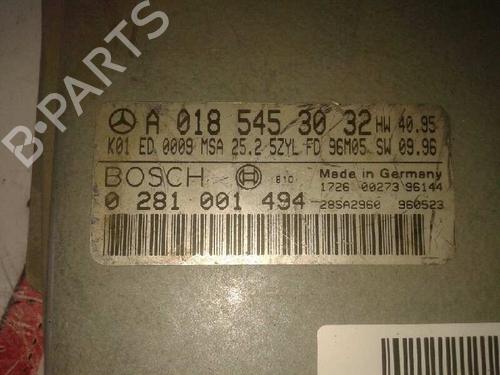 B-PARTS
A 018 545 30 32 HW 40.95
K01 ED 0009 MSA 25.2 5ZYL FD 96M05 SW 09.96
BOSCH 810 Made in Germany
1726 00273 96144
0 281 001 494 28SA2960 960523